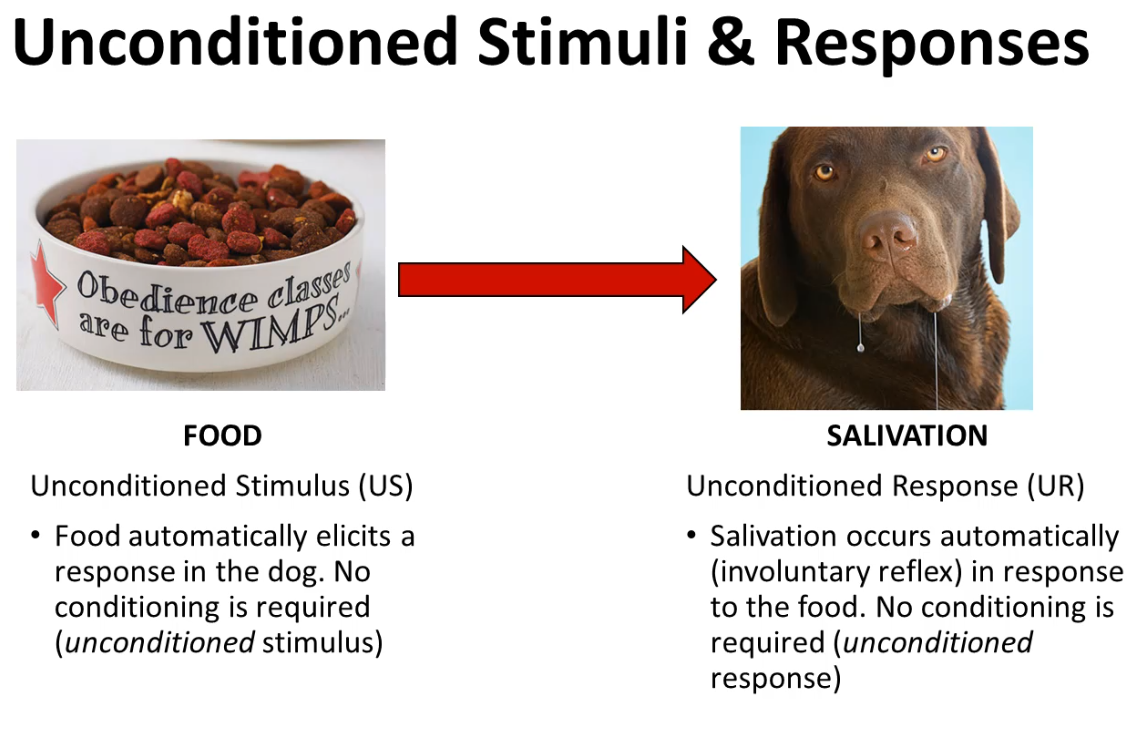 Unconditioned Stimuli & Responses
Obedience classes
are for WIMPS...
FOOD
Unconditioned Stimulus (US)
• Food automatically elicits a
response in the dog. No
conditioning is required
(unconditioned stimulus)
SALIVATION
Unconditioned Response (UR)
• Salivation occurs automatically
(involuntary reflex) in response
to the food. No conditioning is
required (unconditioned
response)